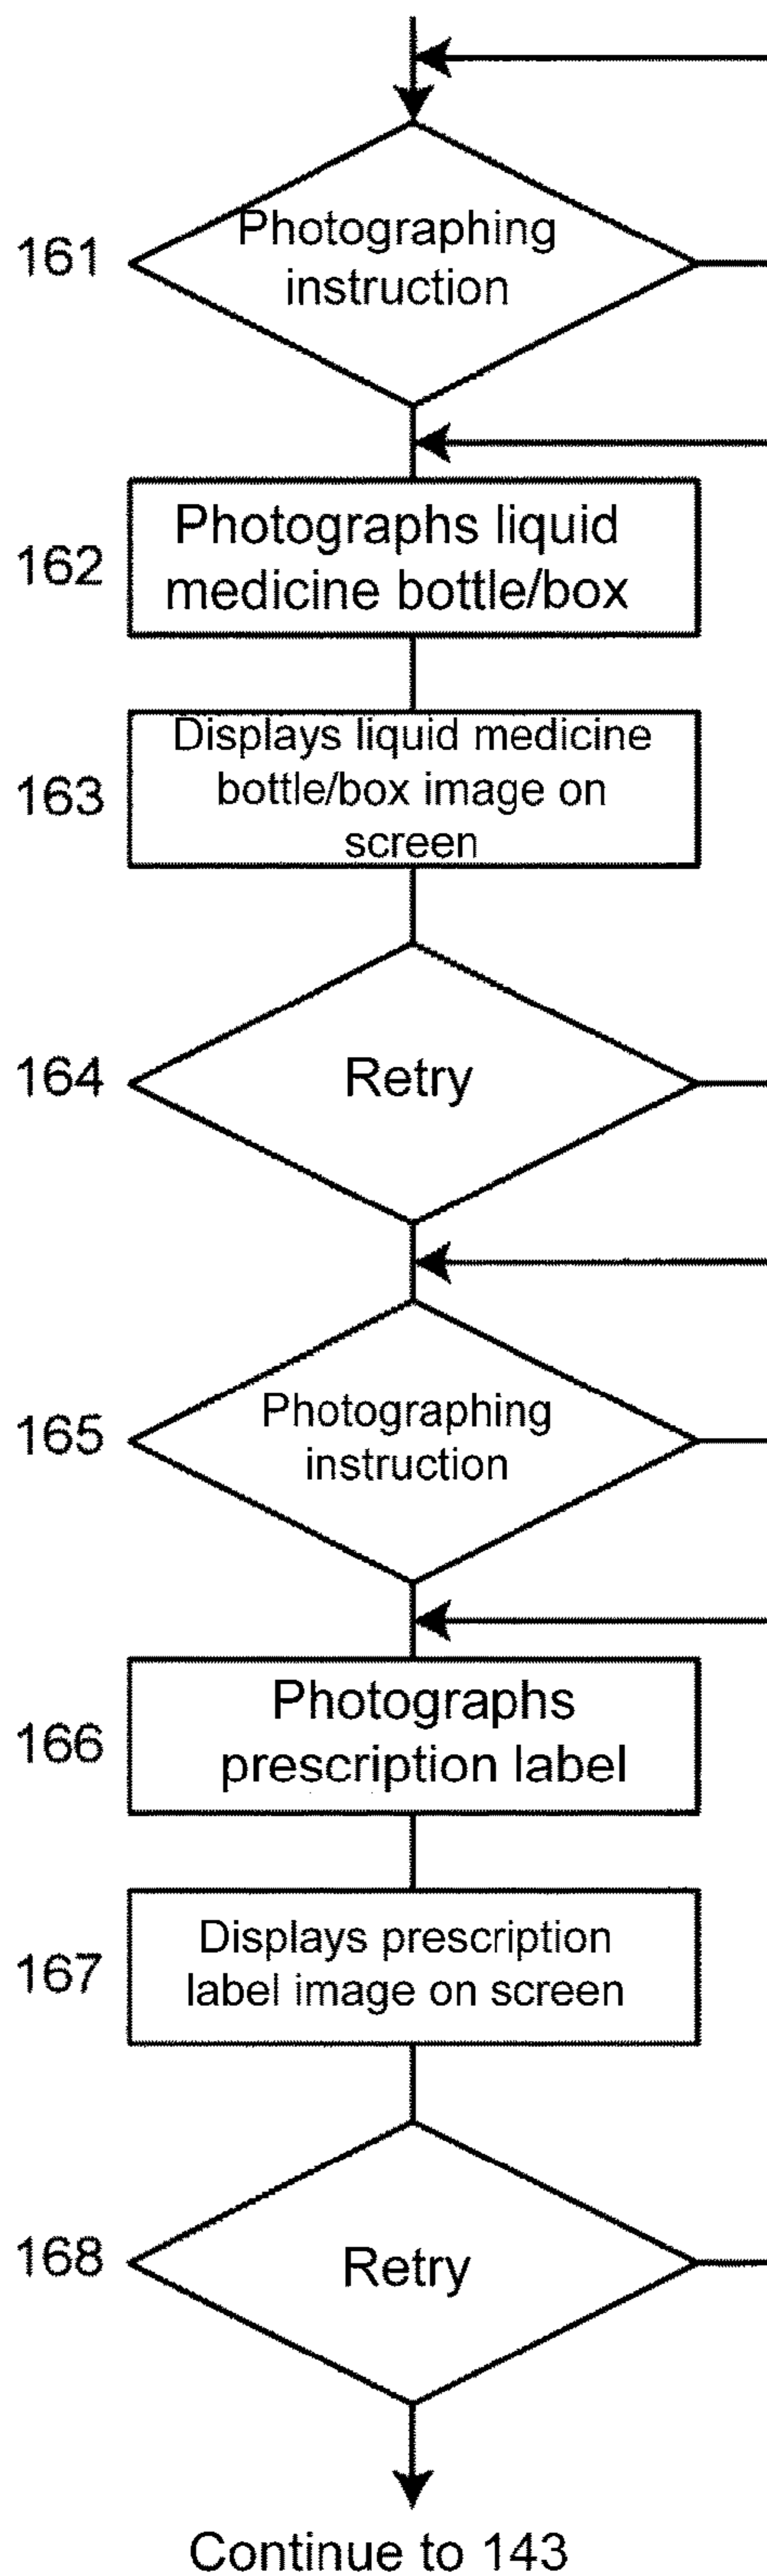 161
Photographing
instruction
162
Photographs liquid
medicine bottle/box
163
Displays liquid medicine
bottle/box image on
screen
164
Retry
165
Photographing
instruction
166
Photographs
prescription label
167
Displays prescription
label image on screen
168
Retry
Continue to 143